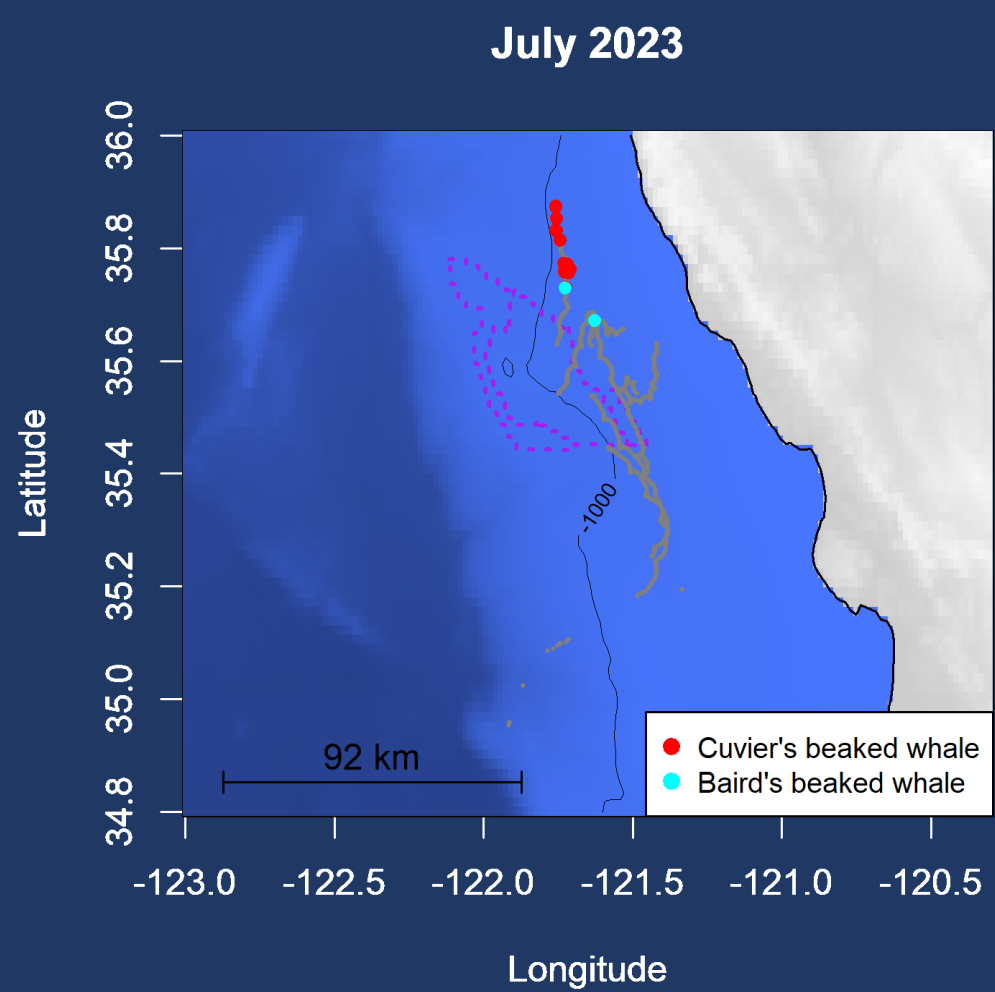 July 2023
Latitude
36.0
35.8
35.6
35.4
35.2
35.0
34.8
-1000
92 km
Cuvier's beaked whale
Baird's beaked whale
-123.0 -122.5 -122.0 -121.5 -121.0 -120.5
Longitude